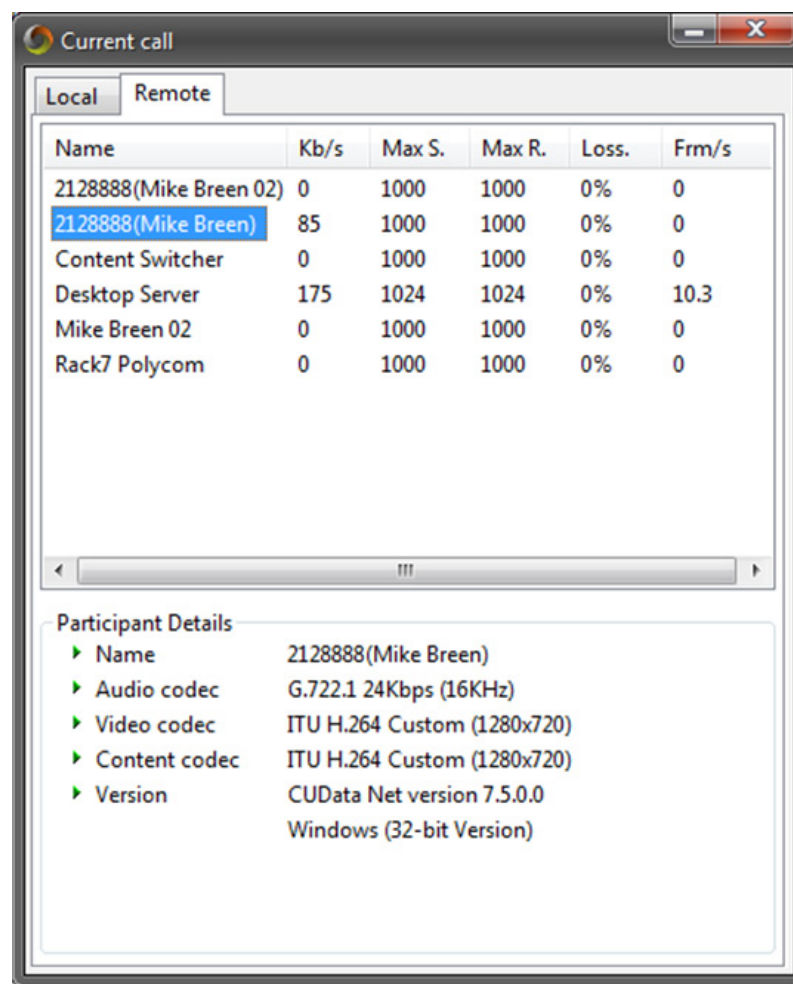 Current call
Local Remote
Name Kb/s Max S. Max R. Loss. Frm/s
2128888(Mike Breen 02) 0 1000 1000 0% 0
2128888(Mike Breen) 85 1000 1000 0% 0
Content Switcher 0 1000 1000 0% 0
Desktop Server 175 1024 1024 0% 10.3
Mike Breen 02 0 1000 1000 0% 0
Rack7 Polycom 0 1000 1000 0% 0
Participant Details
Name 2128888(Mike Breen)
Audio codec G.722.1 24Kbps (16KHz)
Video codec ITU H.264 Custom (1280x720)
Content codec ITU H.264 Custom (1280x720)
Version CUData Net version 7.5.0.0
Windows (32-bit Version)